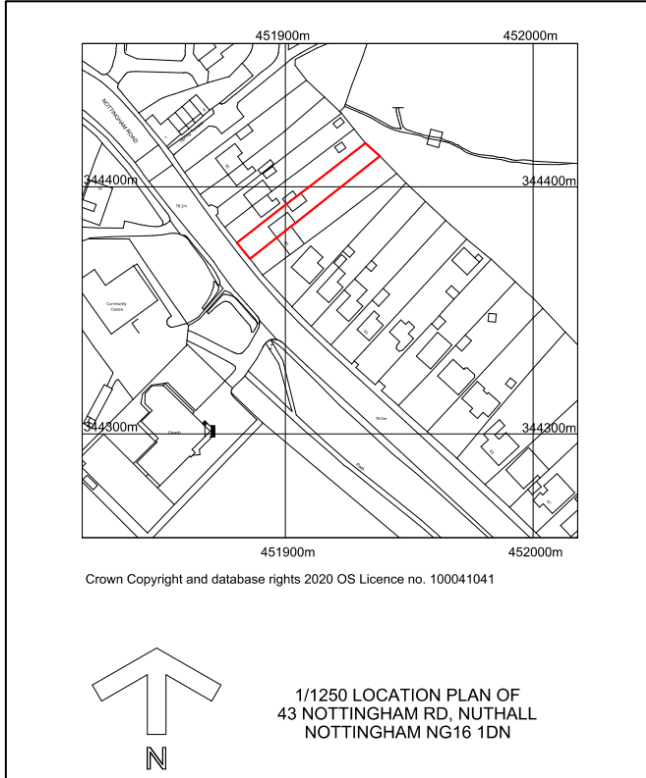 451900m
452000m
NOTTINGHAM ROAD
344400m
344400m
Community
Centre
Path
344300m
344300m
Church
451900m
452000m
Crown Copyright and database rights 2020 OS Licence no. 100041041
N
1/1250 LOCATION PLAN OF
43 NOTTINGHAM RD, NUTHALL
NOTTINGHAM NG16 1DN